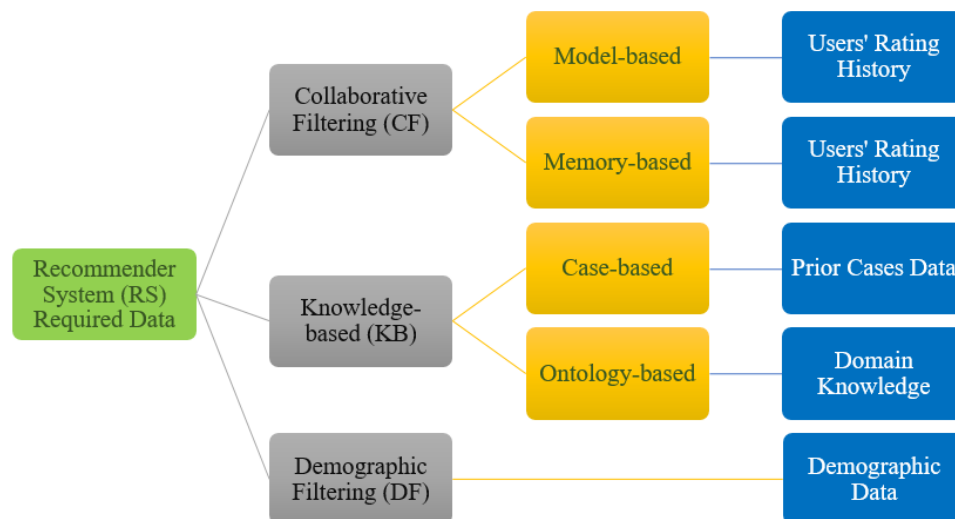 Recommender
System (RS)
Required Data
Collaborative
Filtering (CF)
Model-based
Users' Rating
History
Memory-based
Users' Rating
History
Knowledge-
based (KB)
Case-based
Prior Cases Data
Ontology-based
Domain
Knowledge
Demographic
Filtering (DF)
Demographic
Data